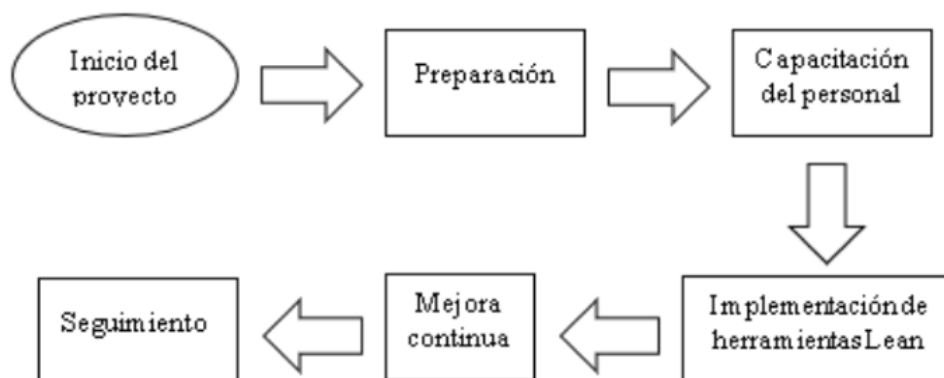 Inicio del
proyecto
Preparación
Capacitación
del personal
Implementación de
herramientas Lean
Mejora
continua
Seguimiento